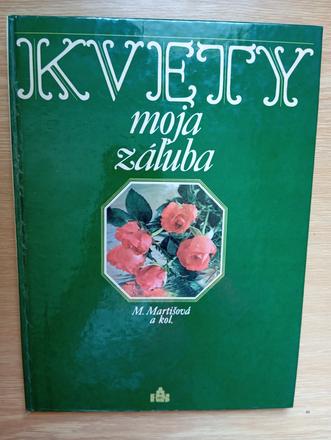 KVETY
moja
záľuba
M. Martišová
a kol.